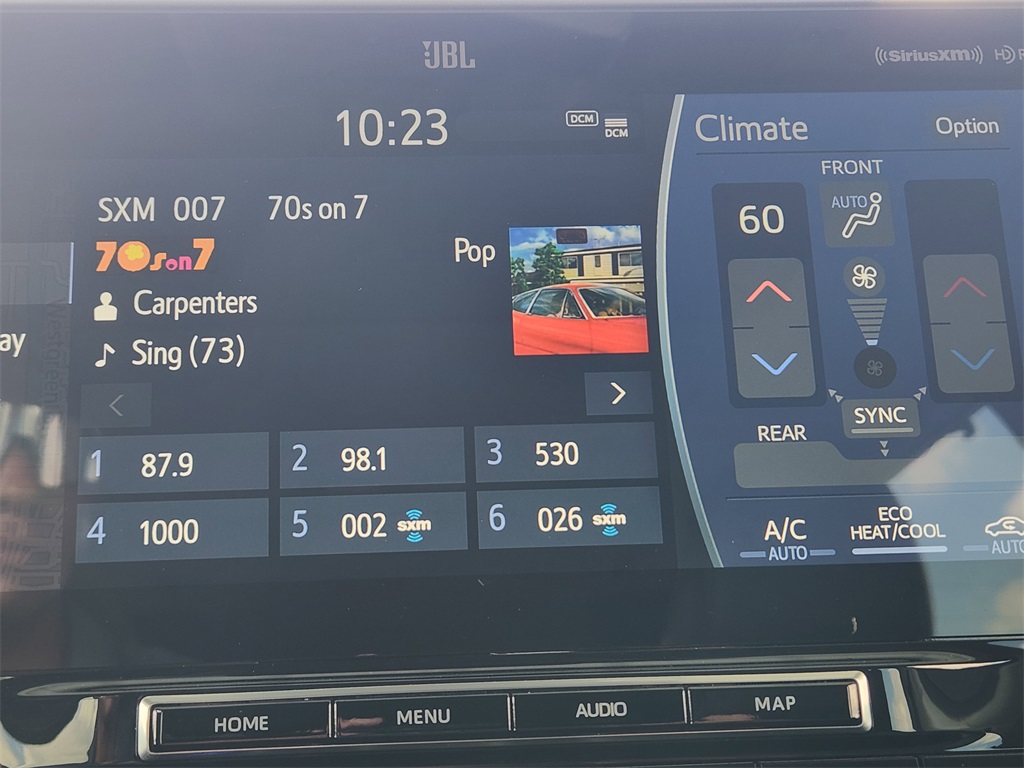 JBL
((SiriusXM)) HD R
10:23
DCM
DCM
Climate
Option
FRONT
SXM 007 70s on 7
70s on 7
Pop
Carpenters
Sing (73)
ay
60
AUTO
SYNC
REAR
1 87.9
2 98.1
3 530
4 1000
5 002 sxm
6 026 sxm
A/C
AUTO
ECO
HEAT/COOL
AUTO
HOME
MENU
AUDIO
MAP